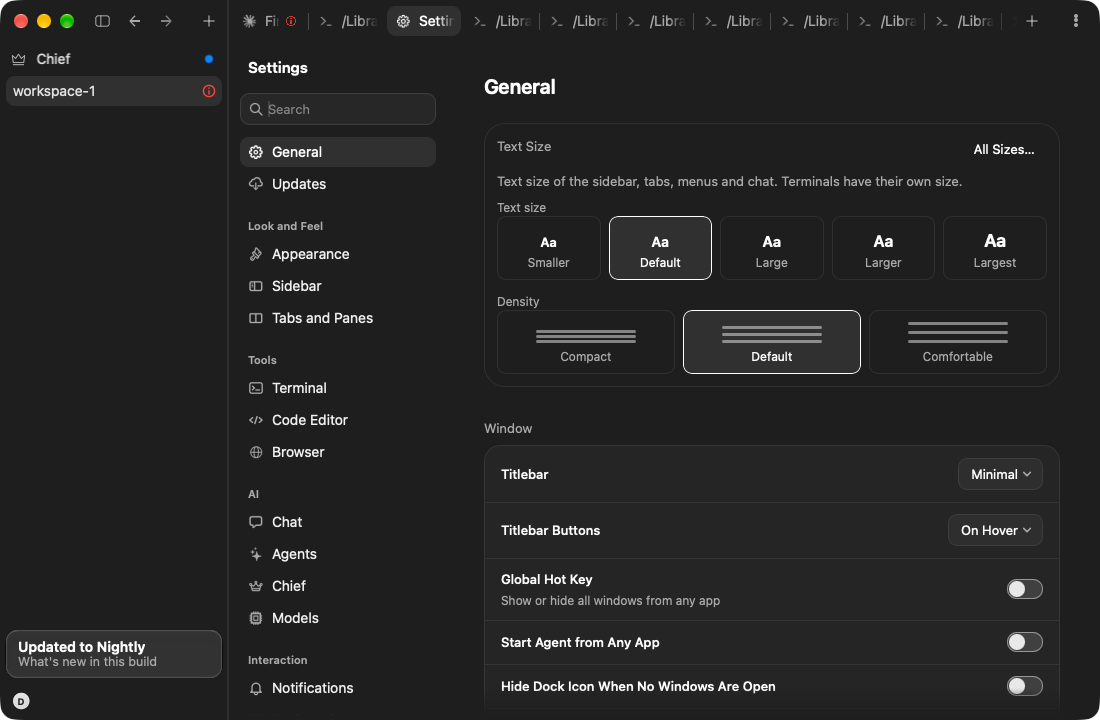 Fi
/Libra
Settin
/Libra
/Libra
/Libra
/Libra
/Libra
/Libra
/Libra
Chief
workspace-1
Updated to Nightly
What's new in this build
D
Settings
Search
General
Updates
Look and Feel
Appearance
Sidebar
Tabs and Panes
Tools
Terminal
Code Editor
Browser
AI
Chat
Agents
Chief
Models
Interaction
Notifications
General
Text Size
All Sizes...
Text size of the sidebar, tabs, menus and chat. Terminals have their own size.
Text size
Aa Aa Aa Aa Aa
Smaller Default Large Larger Largest
Density
Compact Default Comfortable
Window
Titlebar Minimal
Titlebar Buttons On Hover
Global Hot Key
Show or hide all windows from any app
Start Agent from Any App
Hide Dock Icon When No Windows Are Open